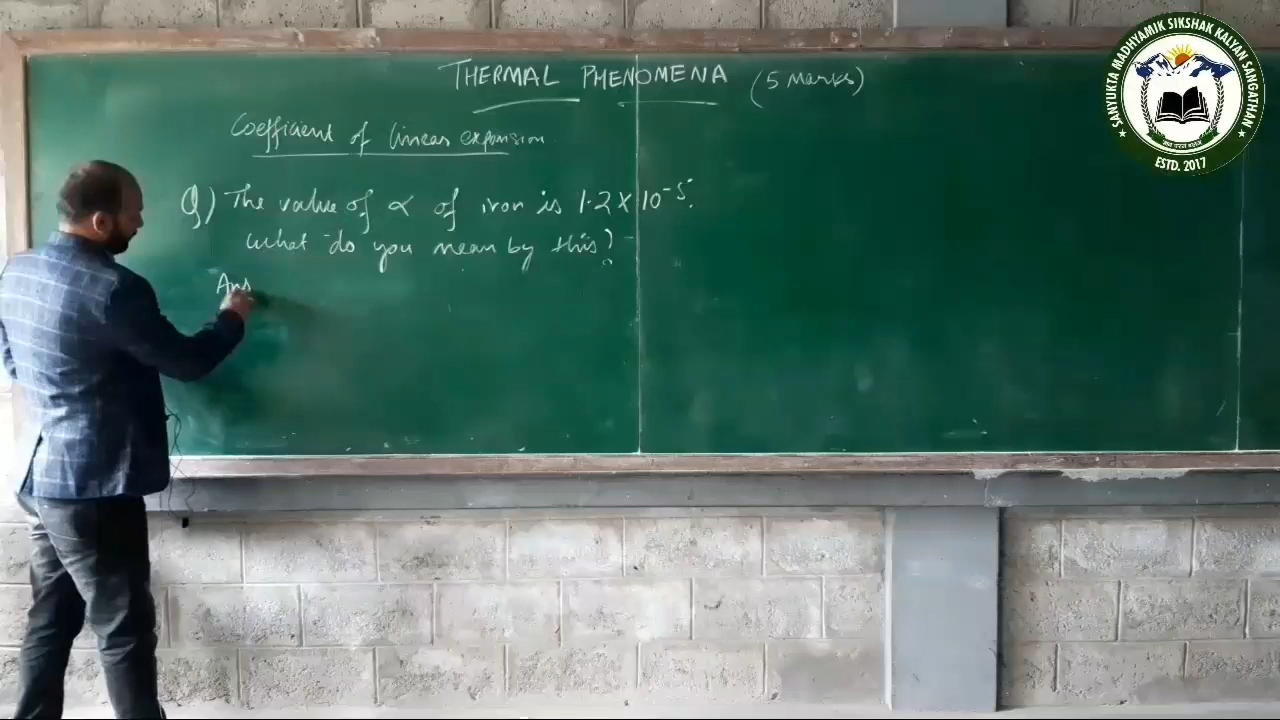 THERMAL PHENOMENA (5 Marks)
Coefficient of linear expansion
Q) The value of α of iron is 1.2 X 10⁻⁵.
What do you mean by this?
Ans
SANYUKTA MADHYAMIK SIKSHAK KALYAN SANGATHAN
ESTD. 2017